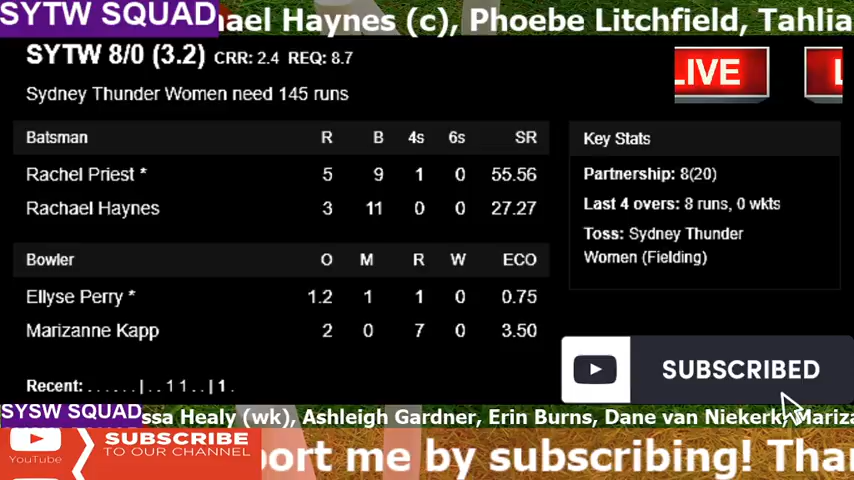 SYTW SQUAD
hael Haynes (c), Phoebe Litchfield, Tahlia
SYTW 8/0 (3.2) CRR: 2.4 REQ: 8.7
LIVE
Sydney Thunder Women need 145 runs
Batsman R B 4s 6s SR
Rachel Priest * 5 9 1 0 55.56
Rachael Haynes 3 11 0 0 27.27
Bowler O M R W ECO
Ellyse Perry * 1.2 1 1 0 0.75
Marizanne Kapp 2 0 7 0 3.50
Recent: . . . . . . | . . 1 1 . . | 1 .
Key Stats
Partnership: 8(20)
Last 4 overs: 8 runs, 0 wkts
Toss: Sydney Thunder
Women (Fielding)
SUBSCRIBED
SYSW SQUAD
ssa Healy (wk), Ashleigh Gardner, Erin Burns, Dane van Niekerk, Mariza
YouTube
SUBSCRIBE
TO OUR CHANNEL
port me by subscribing! Tha